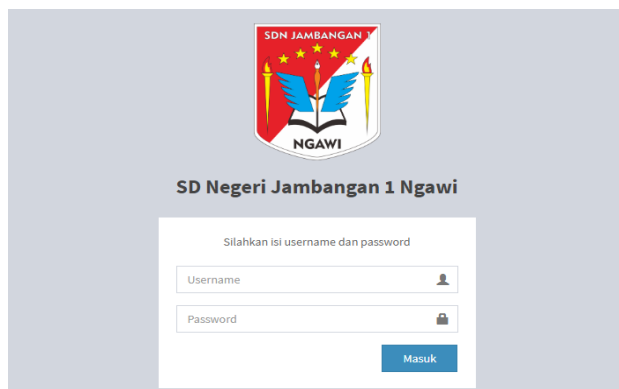 SDN JAMBANGAN 1
NGAWI
SD Negeri Jambangan 1 Ngawi
Silahkan isi username dan password
Username
Password
Masuk